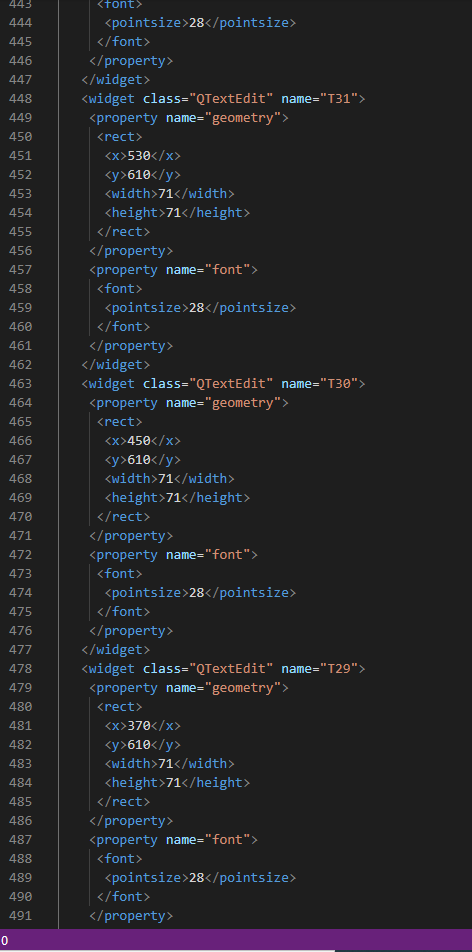 443 <font>
444 <pointsize>28</pointsize>
445 </font>
446 </property>
447 </widget>
448 <widget class="QTextEdit" name="T31">
449 <property name="geometry">
450 <rect>
451 <x>530</x>
452 <y>610</y>
453 <width>71</width>
454 <height>71</height>
455 </rect>
456 </property>
457 <property name="font">
458 <font>
459 <pointsize>28</pointsize>
460 </font>
461 </property>
462 </widget>
463 <widget class="QTextEdit" name="T30">
464 <property name="geometry">
465 <rect>
466 <x>450</x>
467 <y>610</y>
468 <width>71</width>
469 <height>71</height>
470 </rect>
471 </property>
472 <property name="font">
473 <font>
474 <pointsize>28</pointsize>
475 </font>
476 </property>
477 </widget>
478 <widget class="QTextEdit" name="T29">
479 <property name="geometry">
480 <rect>
481 <x>370</x>
482 <y>610</y>
483 <width>71</width>
484 <height>71</height>
485 </rect>
486 </property>
487 <property name="font">
488 <font>
489 <pointsize>28</pointsize>
490 </font>
491 </property>
0